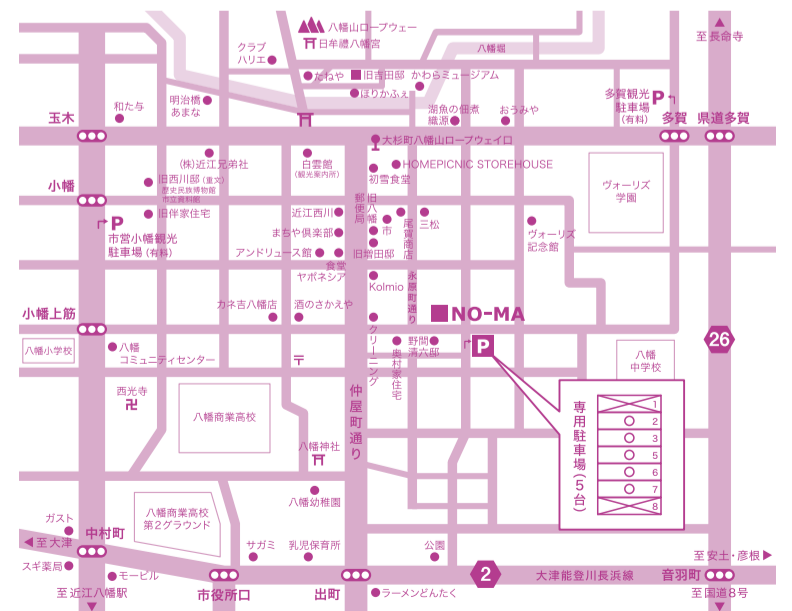 八幡山ロープウェー
日牟禮八幡宮
八幡堀
至長命寺
クラブ
ハリエ
たねや
旧吉田邸
かわらミュージアム
ほりかふぇ
和た与
明治橋
あまな
湖魚の佃煮
織源
おうみや
多賀観光
駐車場
(有料)
P
玉木
多賀
県道多賀
大杉町八幡山ロープウェイ口
(株)近江兄弟社
白雲館
(観光案内所)
初雪食堂
HOMEPICNIC STOREHOUSE
ヴォーリズ
学園
小幡
旧西川邸(重文)
歴史民族博物館
市立資料館
旧伴家住宅
P
市営小幡観光
駐車場(有料)
近江西川
まちや倶楽部
アンドリュース館
食堂
ヤポネシア
旧八幡
郵便局
市
旧増田邸
尾賀商店
三松
ヴォーリズ
記念館
Kolmio
永原町通り
カネ吉八幡店
酒のさかえや
NO-MA
小幡上筋
八幡小学校
八幡
コミュニティセンター
〒
クリーニング
奥村家住宅
野間
清六邸
P
26
八幡
中学校
西光寺
卍
八幡商業高校
仲屋町通り
八幡神社
専用駐車場(5台)
1
2
3
5
6
7
8
八幡幼稚園
八幡商業高校
第2グラウンド
ガスト
至大津
中村町
スギ薬局
モービル
至近江八幡駅
市役所口
サガミ
乳児保育所
出町
ラーメンどんたく
公園
2
大津能登川長浜線
音羽町
至安土・彦根
至国道8号